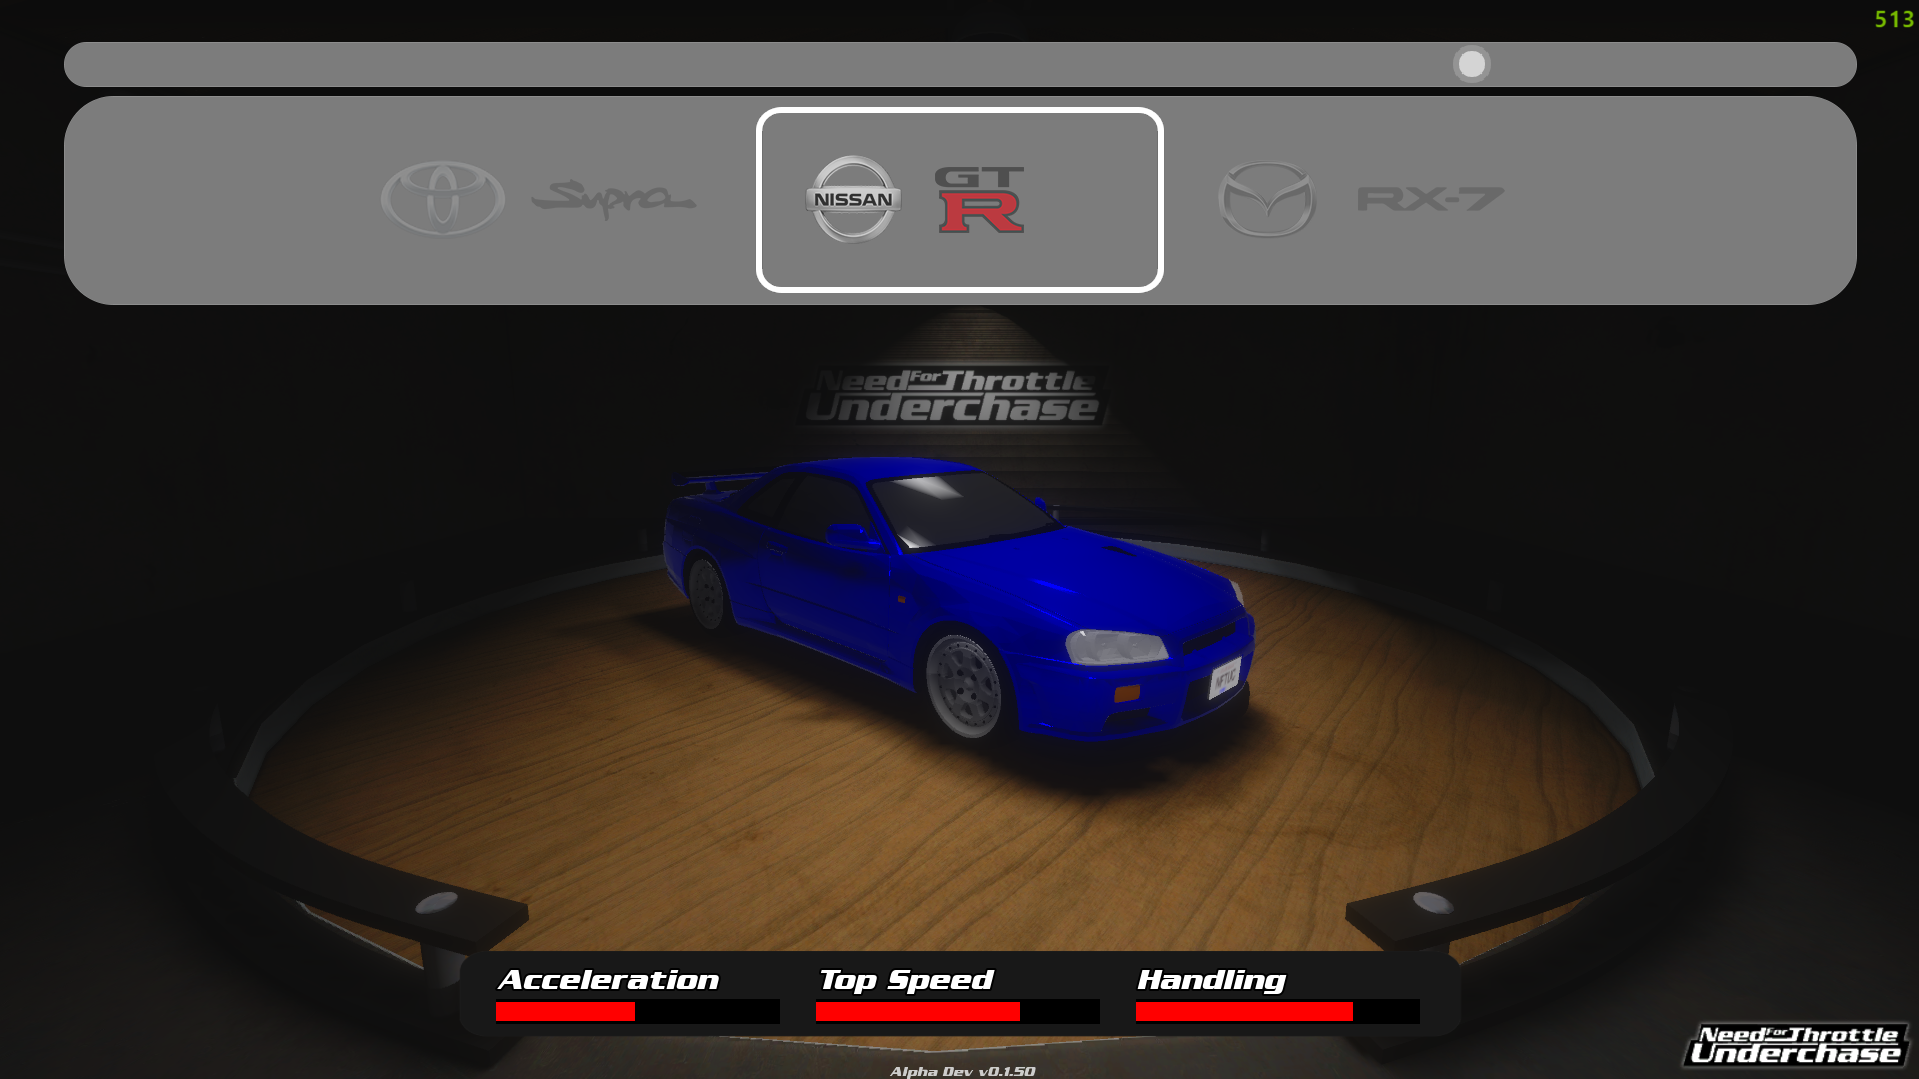 513
Supra
NISSAN
GT
R
RX-7
Need For Throttle
Underchase
NFTUC
Acceleration
Top Speed
Handling
Need For Throttle
Underchase
Alpha Dev v0.1.50